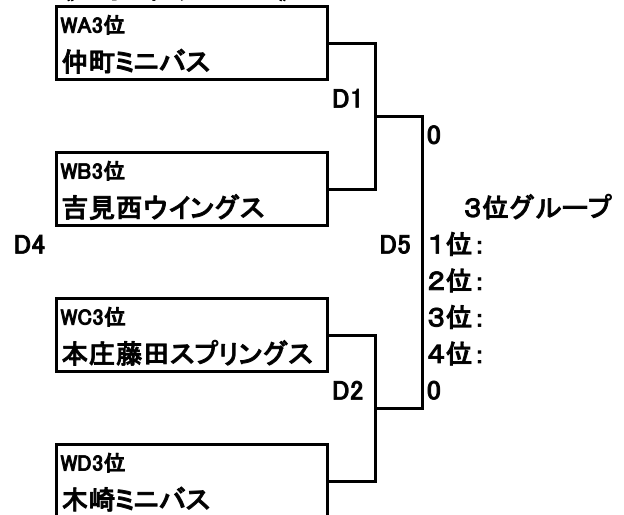 WA3位
仲町ミニバス
D1
0
WB3位
吉見西ウイングス
3位グループ
D4
D5
1位：
2位：
WC3位
3位：
本庄藤田スプリングス
4位：
D2
0
WD3位
木崎ミニバス